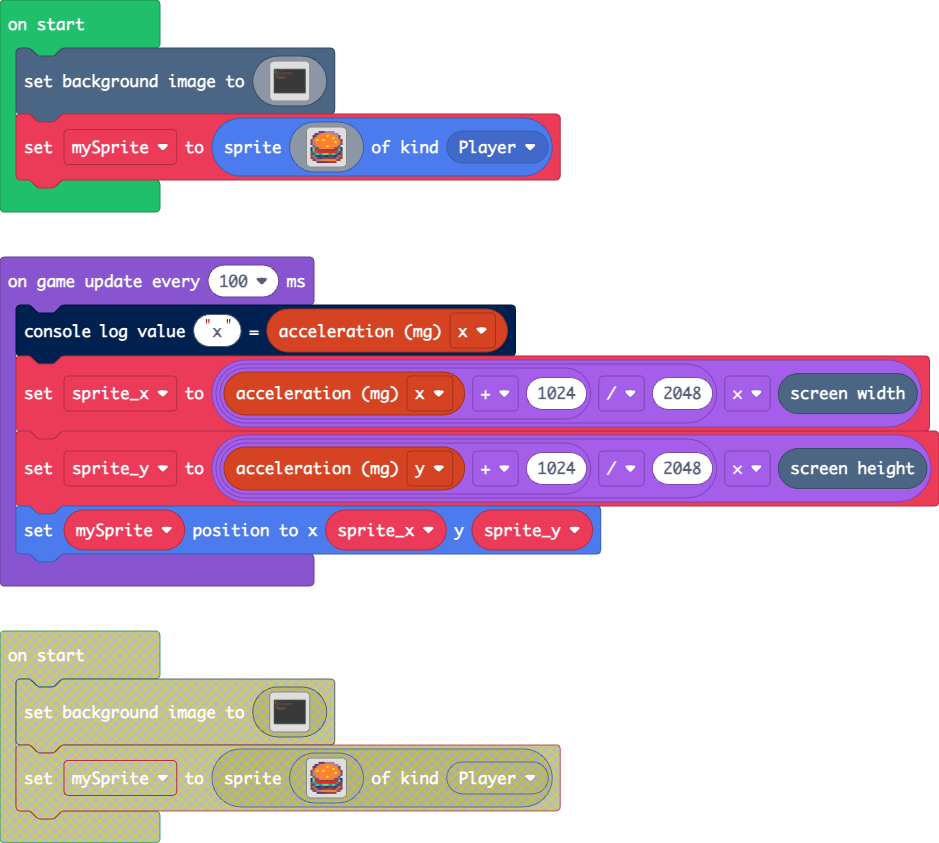 on start
set background image to
set mySprite to sprite of kind Player
on game update every 100 ms
console log value "x" = acceleration (mg) x
set sprite_x to acceleration (mg) x + 1024 / 2048 × screen width
set sprite_y to acceleration (mg) y + 1024 / 2048 × screen height
set mySprite position to x sprite_x y sprite_y
on start
set background image to
set mySprite to sprite of kind Player